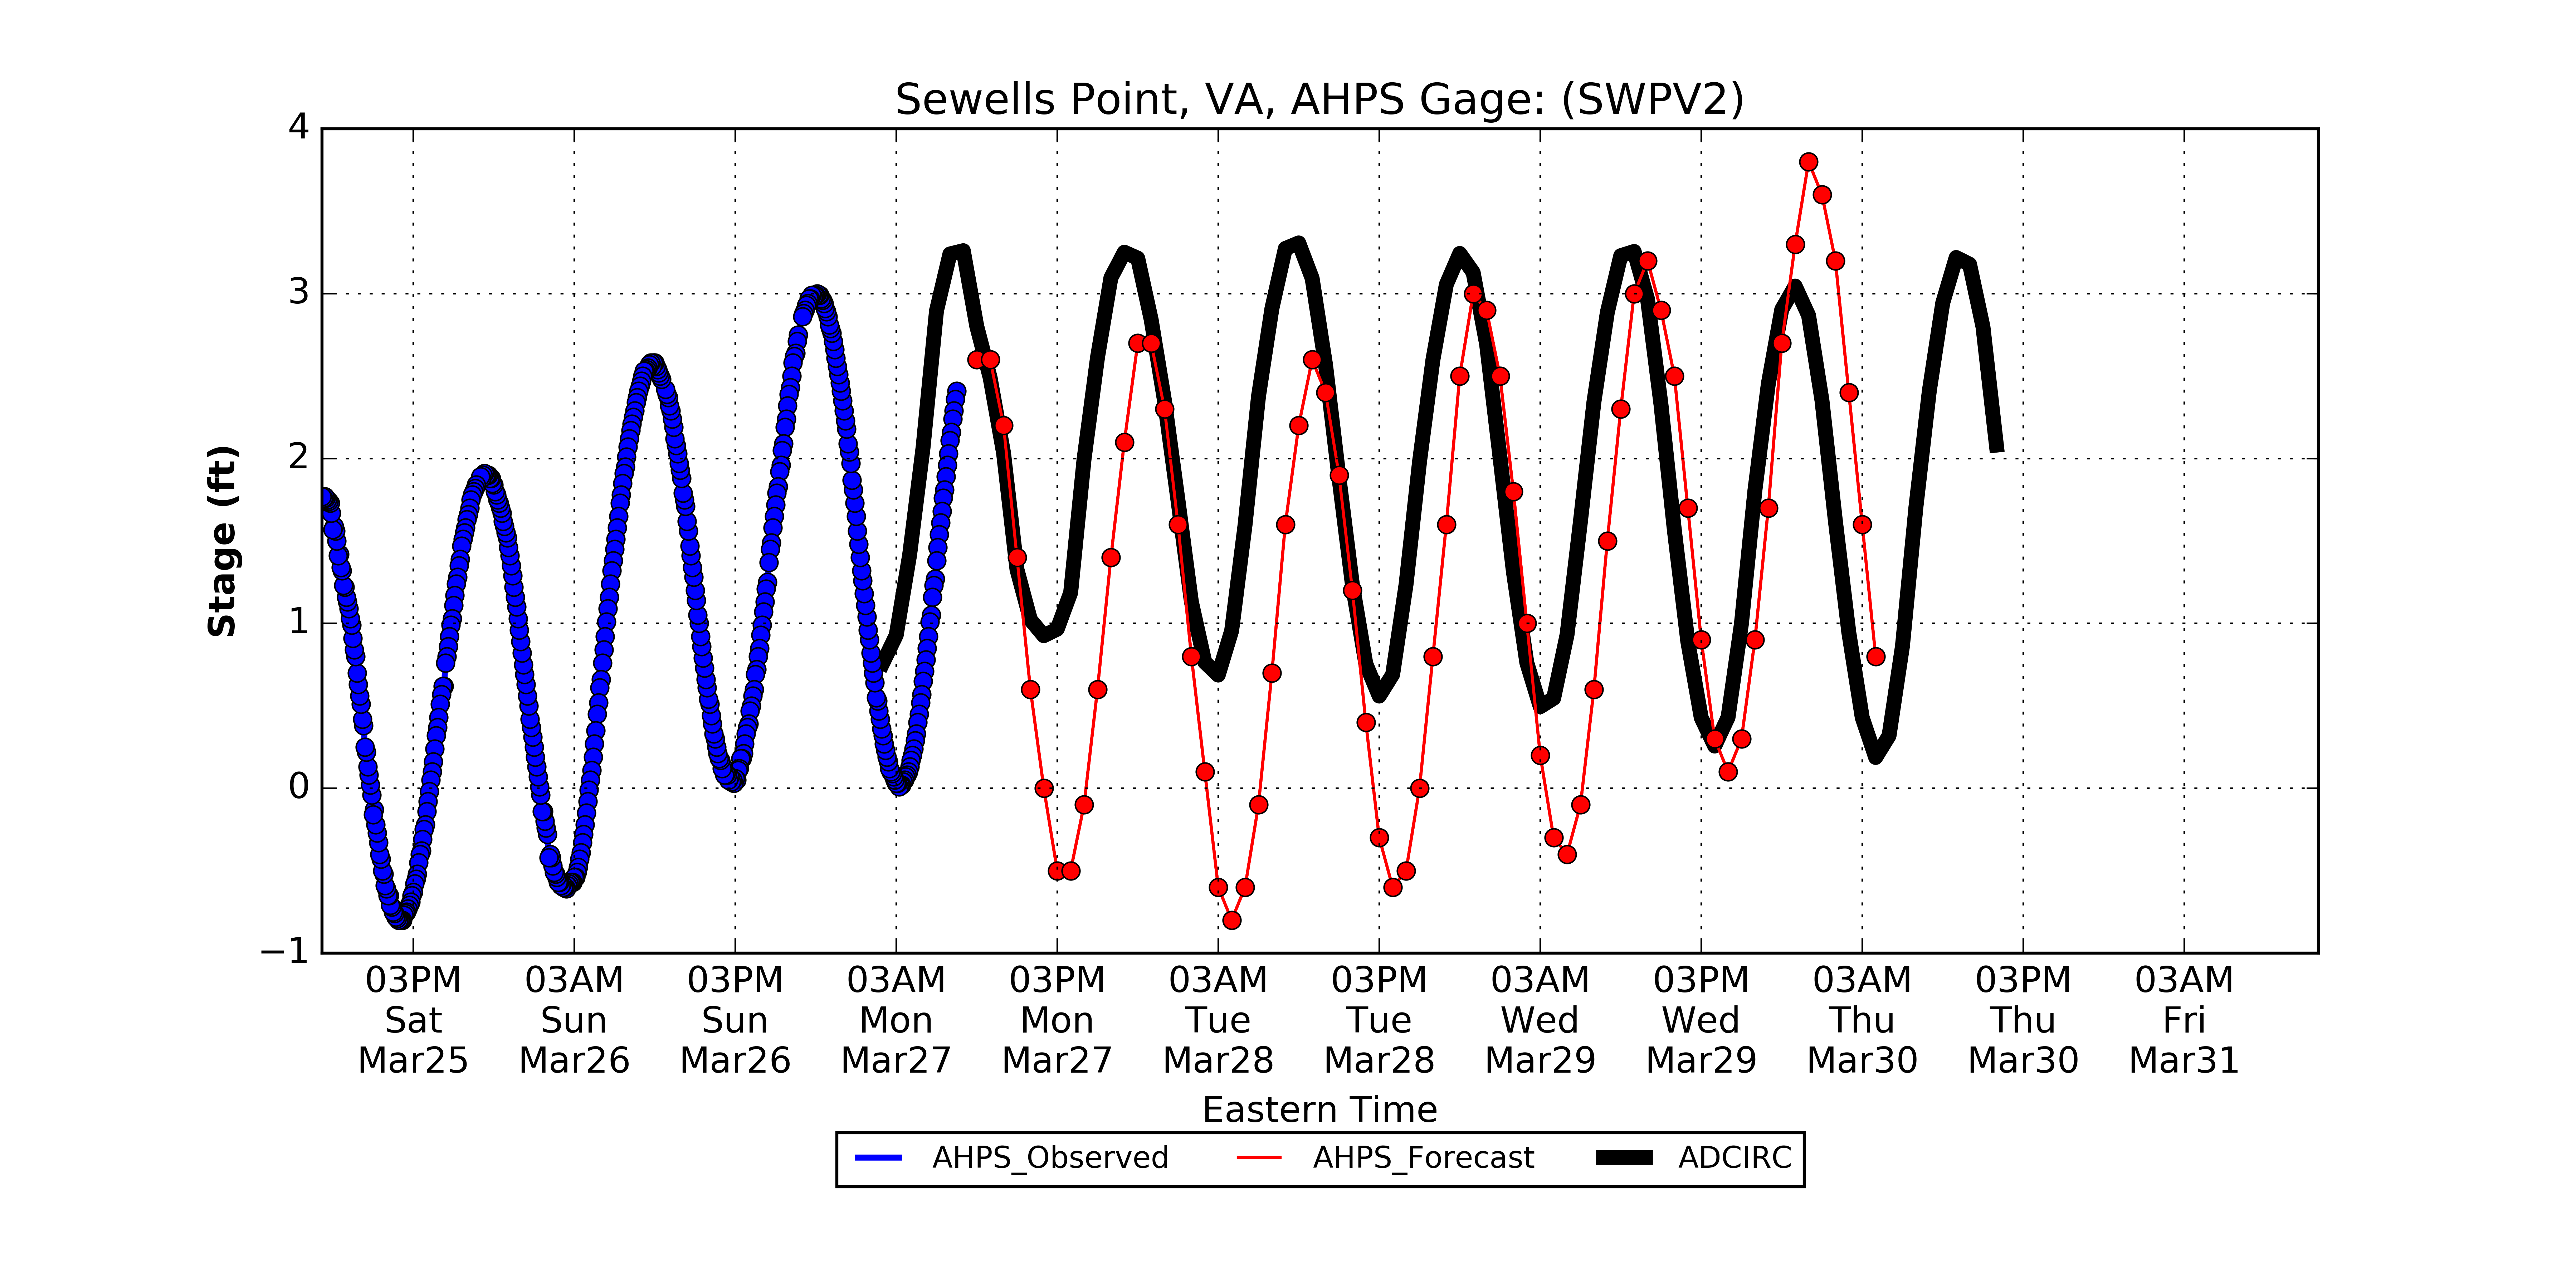 Sewells Point, VA, AHPS Gage: (SWPV2)
Stage (ft)
4
3
2
1
0
−1
03PM 03AM 03PM 03AM 03PM 03AM 03PM 03AM 03PM 03AM 03PM 03AM
Sat Sun Sun Mon Mon Tue Tue Wed Wed Thu Thu Fri
Mar25 Mar26 Mar26 Mar27 Mar27 Mar28 Mar28 Mar29 Mar29 Mar30 Mar30 Mar31
Eastern Time
AHPS_Observed AHPS_Forecast ADCIRC